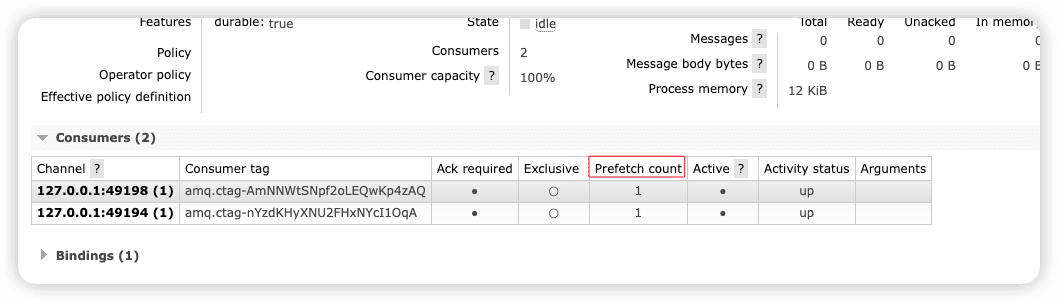 Features durable: true State idle Total Ready Unacked In memory
Policy Consumers 2 Messages ? 0 0 0 0
Operator policy Consumer capacity ? 100% Message body bytes ? 0 B 0 B 0 B 0 B
Effective policy definition Process memory ? 12 KiB
Consumers (2)
Channel ? Consumer tag Ack required Exclusive Prefetch count Active ? Activity status Arguments
127.0.0.1:49198 (1) amq.ctag-AmNNWtSNpf2oLEQwKp4zAQ ● ○ 1 ● up
127.0.0.1:49194 (1) amq.ctag-nYzdKHyXNU2FHxNYcI1OqA ● ○ 1 ● up
Bindings (1)